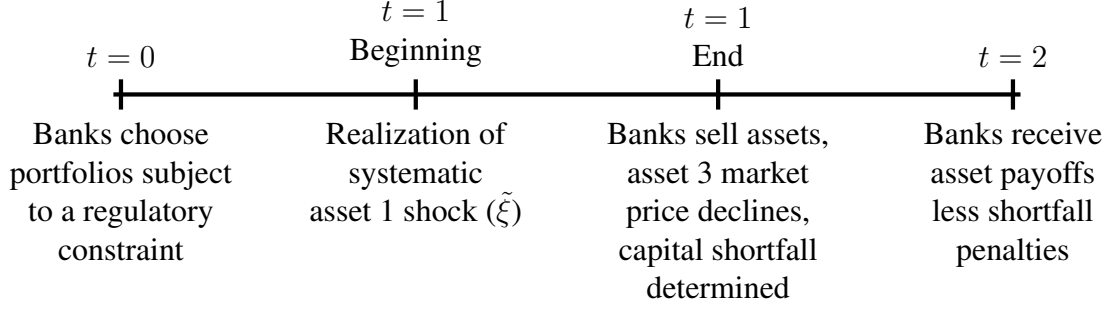 t = 0
Banks choose
portfolios subject
to a regulatory
constraint
t = 1
Beginning
Realization of
systematic
asset 1 shock (ξ̃)
t = 1
End
Banks sell assets,
asset 3 market
price declines,
capital shortfall
determined
t = 2
Banks receive
asset payoffs
less shortfall
penalties